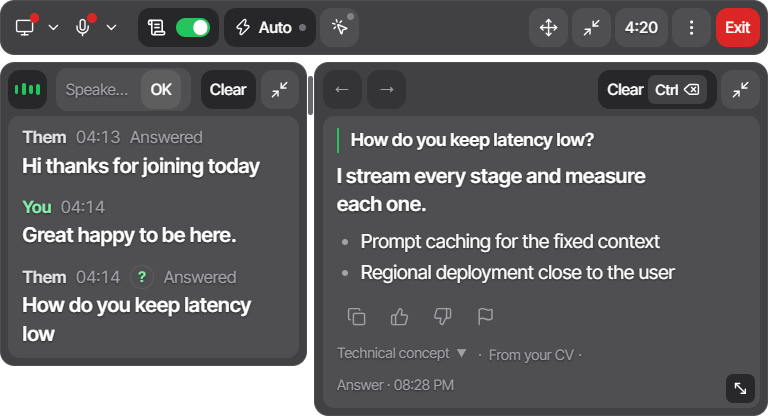 Auto
4:20
Exit
Speake...
OK
Clear
Them 04:13 Answered
Hi thanks for joining today
You 04:14
Great happy to be here.
Them 04:14 ? Answered
How do you keep latency
low
← →
Clear Ctrl
How do you keep latency low?
I stream every stage and measure
each one.
• Prompt caching for the fixed context
• Regional deployment close to the user
Technical concept ▼ · From your CV ·
Answer · 08:28 PM